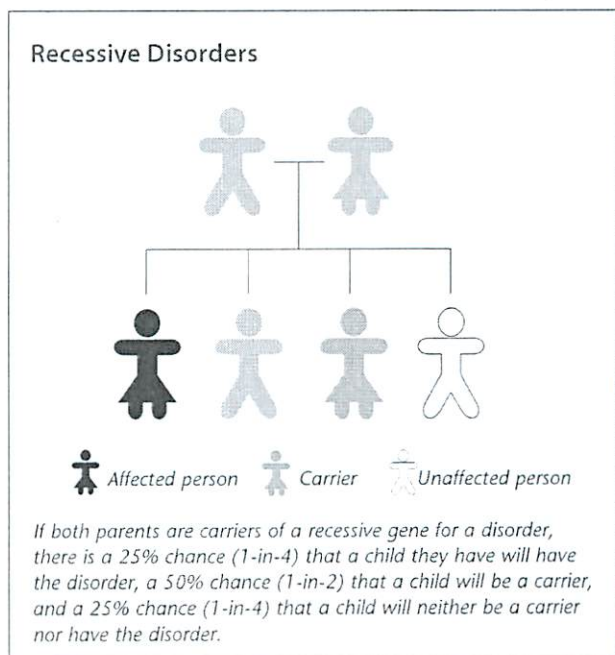 Recessive Disorders
Affected person Carrier Unaffected person
If both parents are carriers of a recessive gene for a disorder,
there is a 25% chance (1-in-4) that a child they have will have
the disorder, a 50% chance (1-in-2) that a child will be a carrier,
and a 25% chance (1-in-4) that a child will neither be a carrier
nor have the disorder.